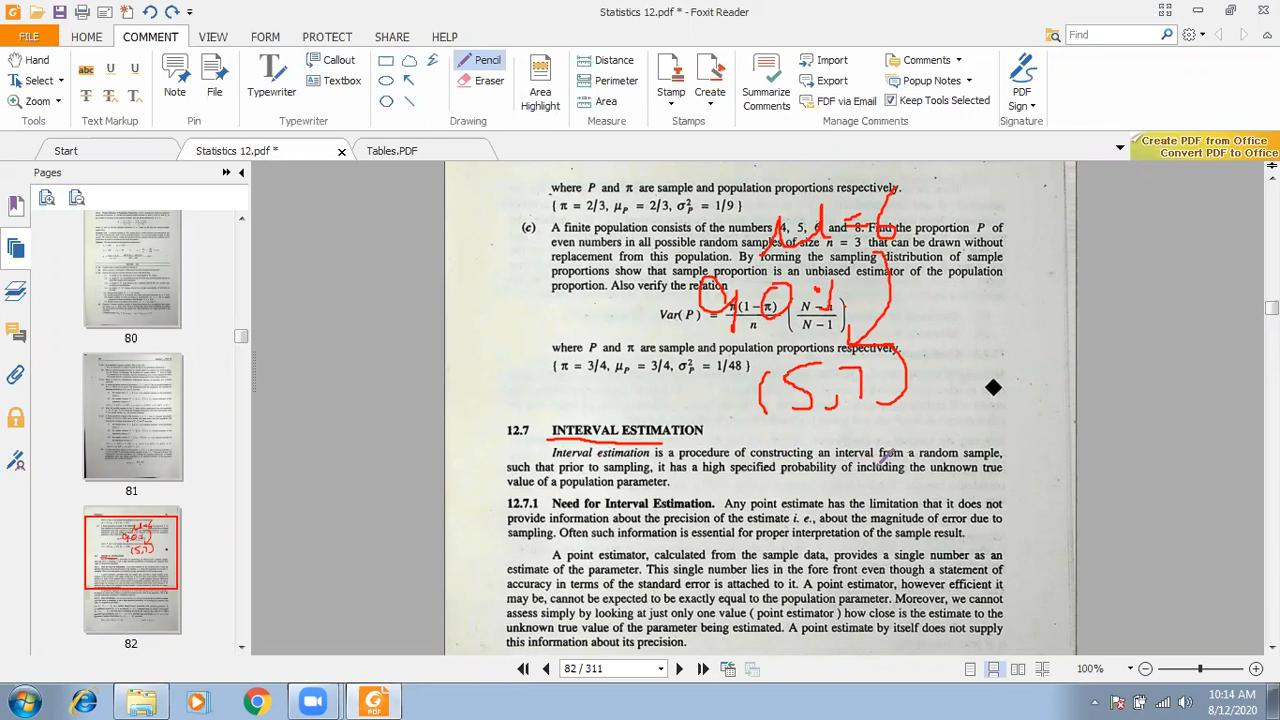 Statistics 12.pdf * - Foxit Reader
FILE HOME COMMENT VIEW FORM PROTECT SHARE HELP
Find
Hand
Select
Zoom
Tools
Text Markup
Note File
Pin
Typewriter
Callout
Textbox
Typewriter
Pencil
Eraser
Drawing
Area Highlight
Distance
Perimeter
Area
Measure
Stamp Create
Stamps
Summarize Comments
Import
Export
PDF via Email
Comments
Popup Notes
Keep Tools Selected
Manage Comments
PDF Sign
Signature
Start
Statistics 12.pdf *
Tables.PDF
Create PDF from Office
Convert PDF to Office
Pages
80
81
82
where P and π are sample and population proportions respectively.
{ π = 2/3, μP = 2/3, σ²P = 1/9 }
(c) A finite population consists of the numbers 4, 5, 6 and 8. Find the proportion P of
even numbers in all possible random samples of size n = 3 that can be drawn without
replacement from this population. By forming the sampling distribution of sample
proportions show that sample proportion is an unbiased estimator of the population
proportion. Also verify the relation
Var( P ) = π(1 − π) / n ( N − n / N − 1 )
where P and π are sample and population proportions respectively.
{ π = 3/4, μP = 3/4, σ²P = 1/48 }
(5,7)
12.7 INTERVAL ESTIMATION
Interval estimation is a procedure of constructing an interval from a random sample,
such that prior to sampling, it has a high specified probability of including the unknown true
value of a population parameter.
12.7.1 Need for Interval Estimation. Any point estimate has the limitation that it does not
provide information about the precision of the estimate i. e., about the magnitude of error due to
sampling. Often such information is essential for proper interpretation of the sample result.
A point estimator, calculated from the sample data, provides a single number as an
estimate of the parameter. This single number lies in the fore front even though a statement of
accuracy in terms of the standard error is attached to it. A point estimator, however efficient it
may be, cannot be expected to be exactly equal to the population parameter. Moreover, we cannot
assess simply by looking at just only one value ( point estimator ) how close is the estimate to the
unknown true value of the parameter being estimated. A point estimate by itself does not supply
this information about its precision.
82 / 311
100%
10:14 AM
8/12/2020